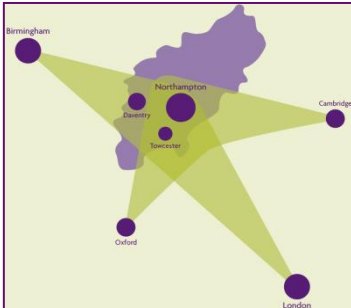 Birmingham
Northampton
Daventry
Cambridge
Towcester
Oxford
London